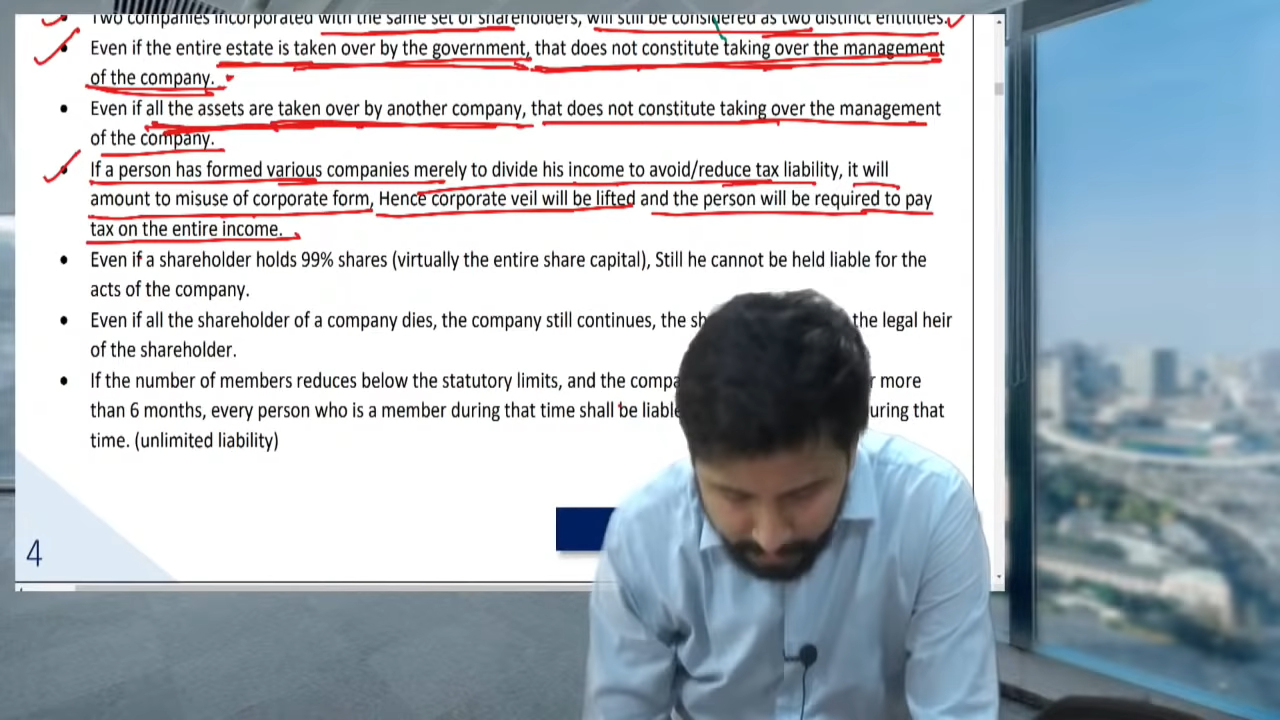 Two companies incorporated with the same set of shareholders, will still be considered as two distinct entitities.
Even if the entire estate is taken over by the government, that does not constitute taking over the management
of the company.
Even if all the assets are taken over by another company, that does not constitute taking over the management
of the company.
If a person has formed various companies merely to divide his income to avoid/reduce tax liability, it will
amount to misuse of corporate form, Hence corporate veil will be lifted and the person will be required to pay
tax on the entire income.
Even if a shareholder holds 99% shares (virtually the entire share capital), Still he cannot be held liable for the
acts of the company.
Even if all the shareholder of a company dies, the company still continues, the the legal heir
of the shareholder.
If the number of members reduces below the statutory limits, and the more
than 6 months, every person who is a member during that time shall be that
time. (unlimited liability)
4